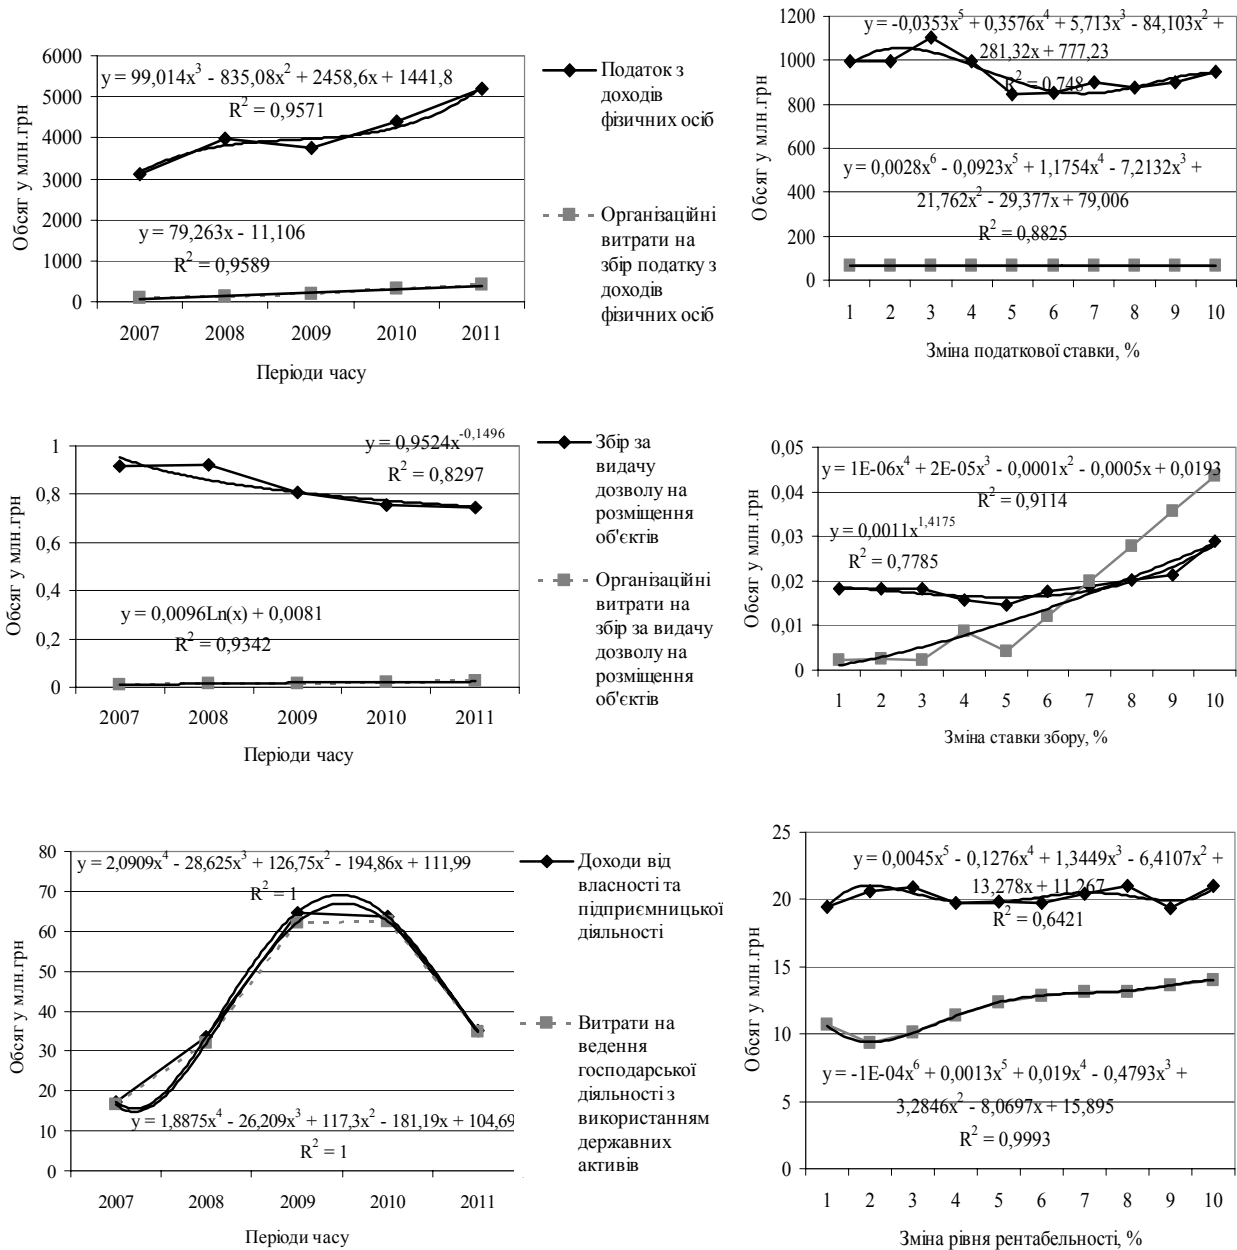 6000
5000
4000
3000
2000
1000
0
Обсяг у млн.грн
y = 99,014x³ - 835,08x² + 2458,6x + 1441,8
R² = 0,9571
y = 79,263x - 11,106
R² = 0,9589
2007 2008 2009 2010 2011
Періоди часу
Податок з
доходів
фізичних осіб
Організаційні
витрати на
збір податку з
доходів
фізичних осіб
1200
1000
800
600
400
200
0
Обсяг у млн.грн
y = -0,0353x⁵ + 0,3576x⁴ + 5,713x³ - 84,103x² +
281,32x + 777,23
R² = 0,748
y = 0,0028x⁶ - 0,0923x⁵ + 1,1754x⁴ - 7,2132x³ +
21,762x² - 29,377x + 79,006
R² = 0,8825
1 2 3 4 5 6 7 8 9 10
Зміна податкової ставки, %
1
0,8
0,6
0,4
0,2
0
Обсяг у млн.грн
y = 0,9524x⁻⁰,¹⁴⁹⁶
R² = 0,8297
y = 0,0096Ln(x) + 0,0081
R² = 0,9342
2007 2008 2009 2010 2011
Періоди часу
Збір за
видачу
дозволу на
розміщення
об'єктів
Організаційні
витрати на
збір за видачу
дозволу на
розміщення
об'єктів
0,05
0,04
0,03
0,02
0,01
0
Обсяг у млн.грн
y = 1E-06x⁴ + 2E-05x³ - 0,0001x² - 0,0005x + 0,0193
R² = 0,9114
y = 0,0011x¹,⁴¹⁷⁵
R² = 0,7785
1 2 3 4 5 6 7 8 9 10
Зміна ставки збору, %
80
70
60
50
40
30
20
10
0
Обсяг у млн.грн
y = 2,0909x⁴ - 28,625x³ + 126,75x² - 194,86x + 111,99
R² = 1
y = 1,8875x⁴ - 26,209x³ + 117,3x² - 181,19x + 104,69
R² = 1
2007 2008 2009 2010 2011
Періоди часу
Доходи від
власності та
підприємницької
діяльності
Витрати на
ведення
господарської
діяльності з
використанням
державних
активів
25
20
15
10
5
0
Обсяг у млн.грн
y = 0,0045x⁵ - 0,1276x⁴ + 1,3449x³ - 6,4107x² +
13,278x + 11,267
R² = 0,6421
y = -1E-04x⁶ + 0,0013x⁵ + 0,019x⁴ - 0,4793x³ +
3,2846x² - 8,0697x + 15,895
R² = 0,9993
1 2 3 4 5 6 7 8 9 10
Зміна рівня рентабельності, %